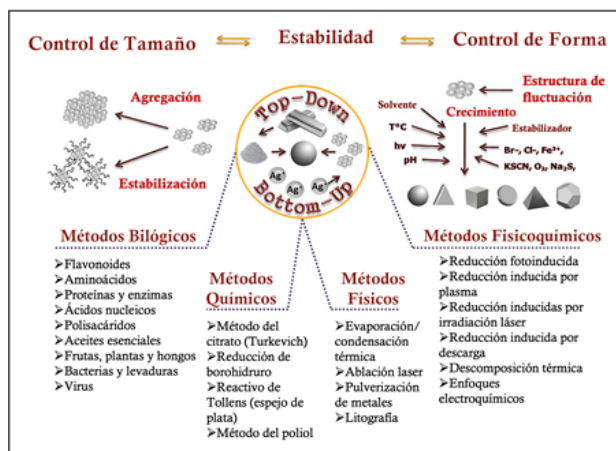 Control de Tamaño
Estabilidad
Control de Forma
Agregación
Estabilización
Top-Down
Ag⁺
Ag⁺
Ag⁺
Bottom-Up
Estructura de
fluctuación
Solvente
Crecimiento
T°C
Estabilizador
hν
Br-, Cl-, Fe²⁺,
pH
KSCN, O₂, Na₂S,
Métodos Bilógicos
➤Flavonoides
➤Aminoácidos
➤Proteínas y enzimas
➤Ácidos nucleicos
➤Polisacáridos
➤Aceites esenciales
➤Frutas, plantas y hongos
➤Bacterias y levaduras
➤Virus
Métodos
Químicos
➤Método del
citrato (Turkevich)
➤Reducción de
borohidruro
➤Reactivo de
Tollens (espejo de
plata)
➤Método del poliol
Métodos
Físicos
➤Evaporación/
condensación
térmica
➤Ablación laser
➤Pulverización
de metales
➤Litografía
Métodos Fisicoquímicos
➤Reducción fotoinducida
➤Reducción inducida por
plasma
➤Reducción inducidas por
irradiación láser
➤Reducción inducida por
descarga
➤Descomposición térmica
➤Enfoques
electroquímicos